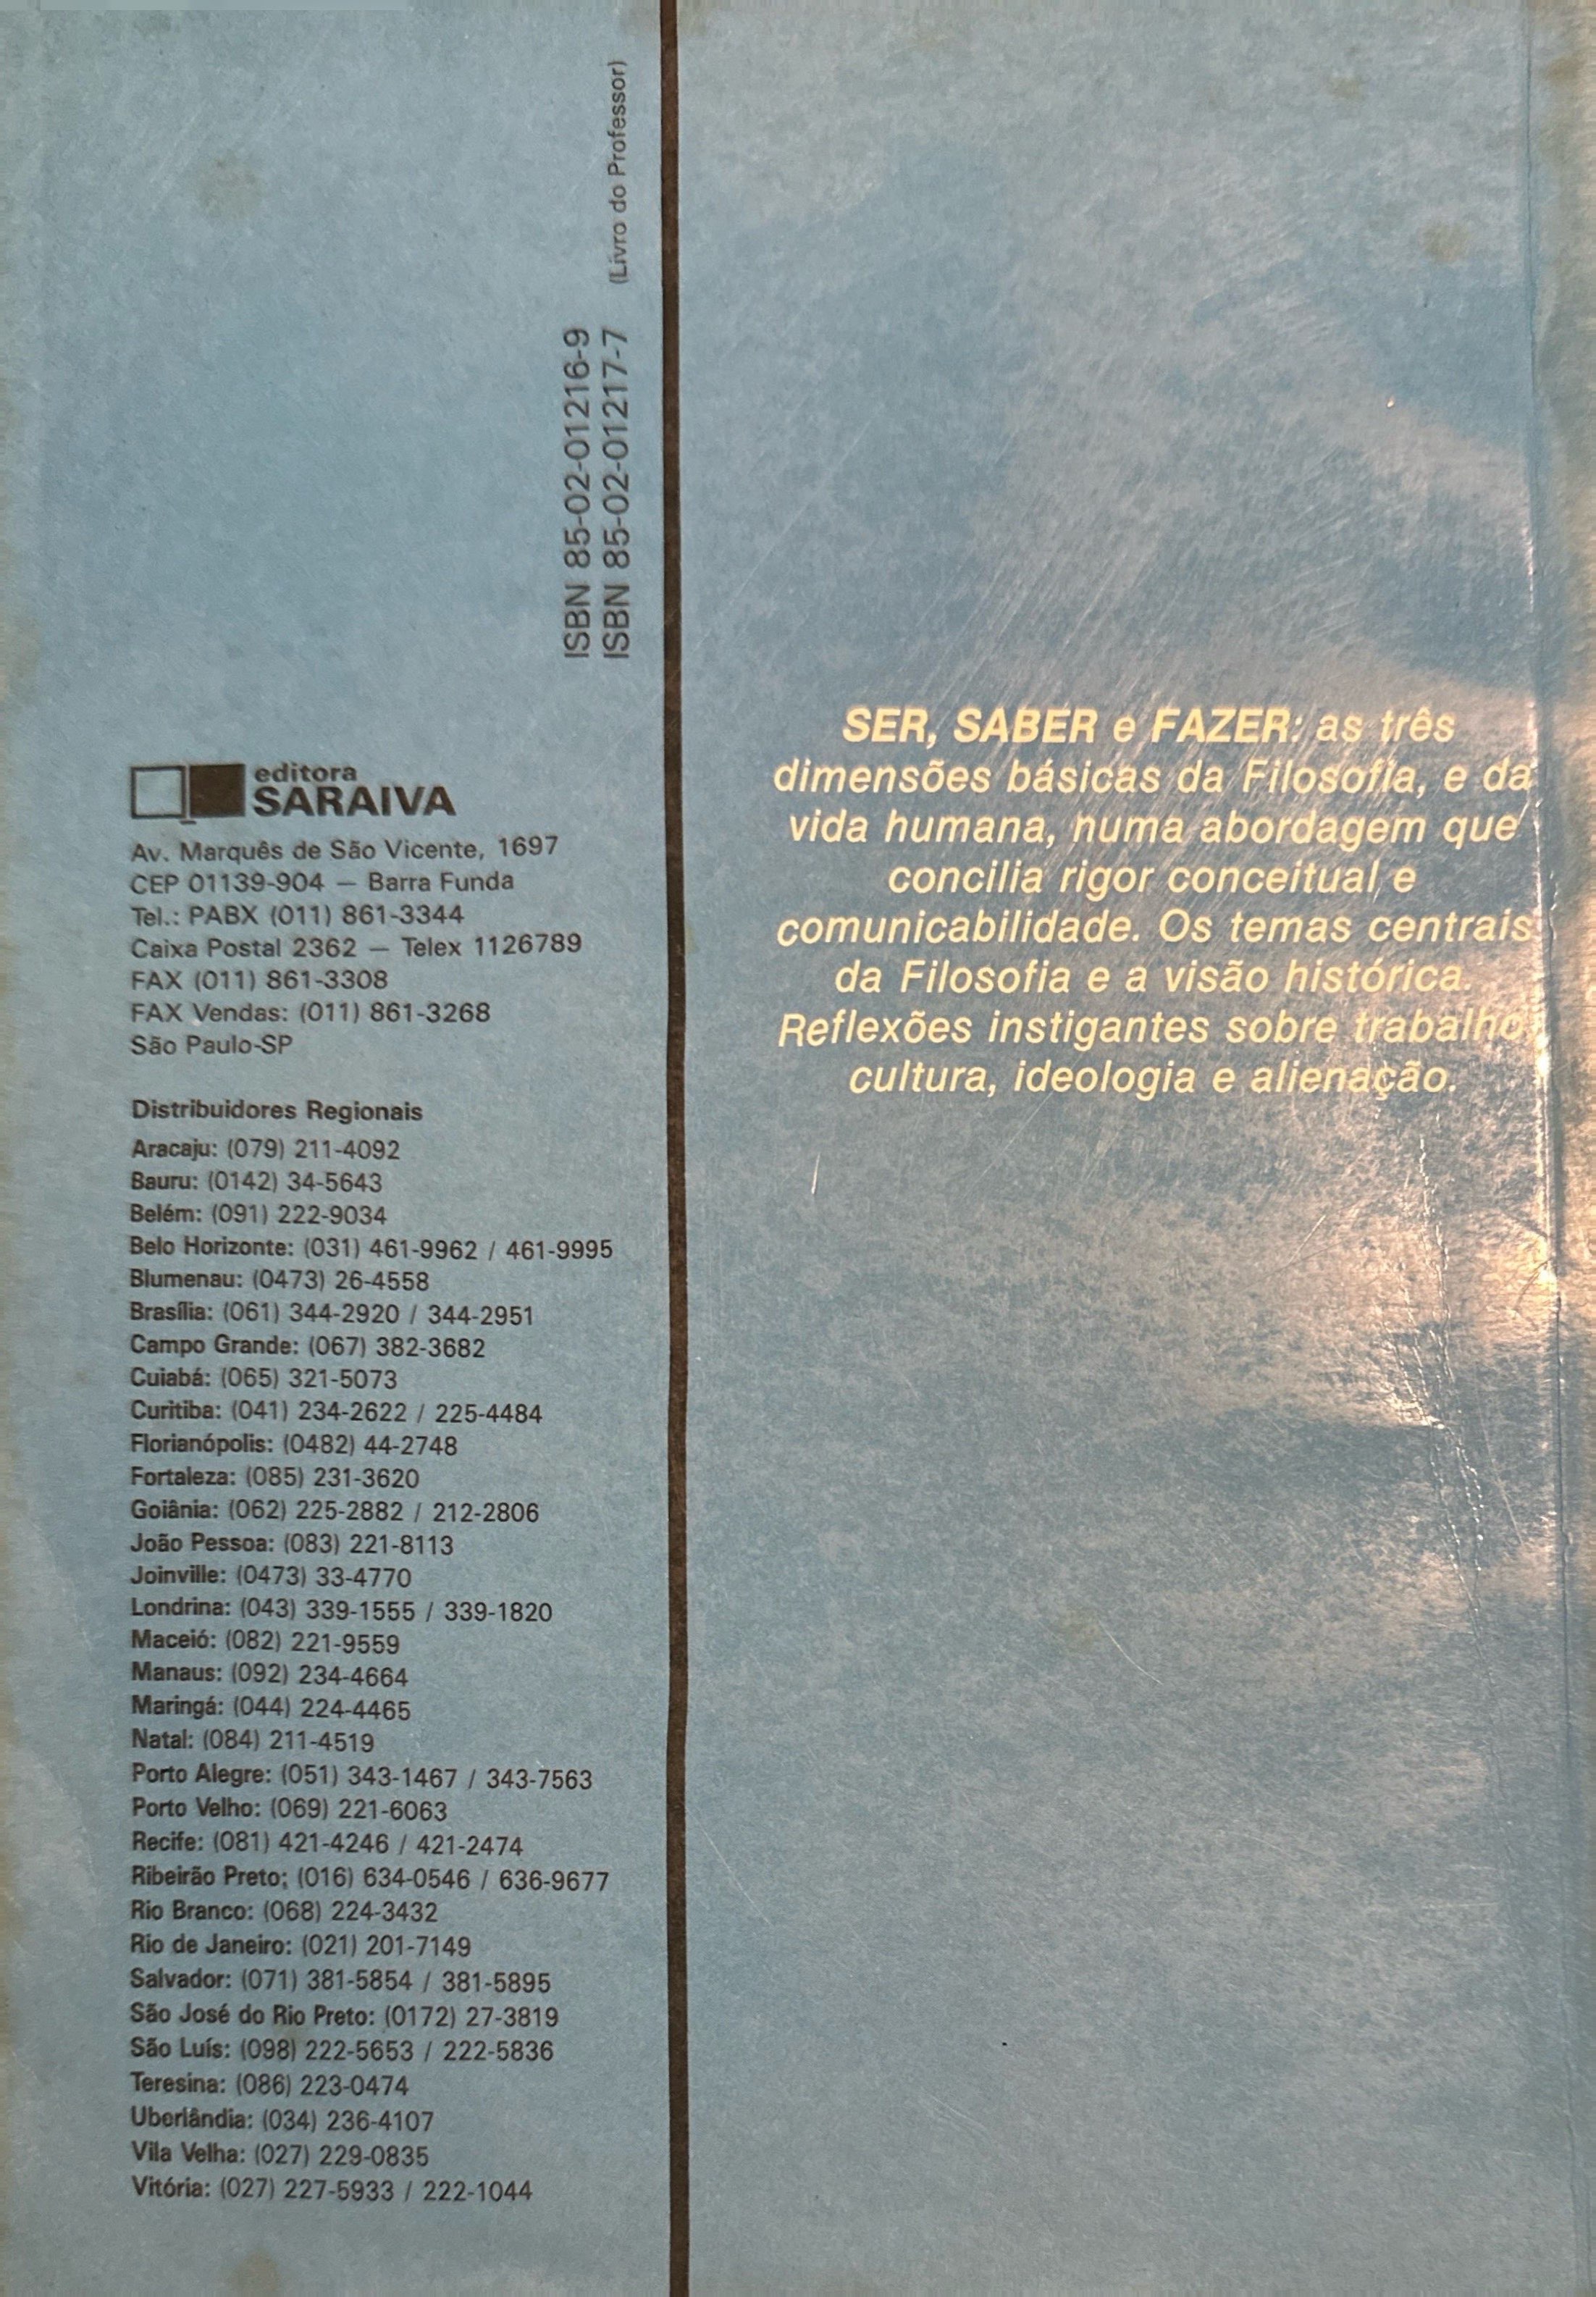 ISBN 85-02-01216-9
ISBN 85-02-01217-7 (Livro do Professor)
editora
SARAIVA
Av. Marquês de São Vicente, 1697
CEP 01139-904 — Barra Funda
Tel.: PABX (011) 861-3344
Caixa Postal 2362 — Telex 1126789
FAX (011) 861-3308
FAX Vendas: (011) 861-3268
São Paulo-SP
Distribuidores Regionais
Aracaju: (079) 211-4092
Bauru: (0142) 34-5643
Belém: (091) 222-9034
Belo Horizonte: (031) 461-9962 / 461-9995
Blumenau: (0473) 26-4558
Brasília: (061) 344-2920 / 344-2951
Campo Grande: (067) 382-3682
Cuiabá: (065) 321-5073
Curitiba: (041) 234-2622 / 225-4484
Florianópolis: (0482) 44-2748
Fortaleza: (085) 231-3620
Goiânia: (062) 225-2882 / 212-2806
João Pessoa: (083) 221-8113
Joinville: (0473) 33-4770
Londrina: (043) 339-1555 / 339-1820
Maceió: (082) 221-9559
Manaus: (092) 234-4664
Maringá: (044) 224-4465
Natal: (084) 211-4519
Porto Alegre: (051) 343-1467 / 343-7563
Porto Velho: (069) 221-6063
Recife: (081) 421-4246 / 421-2474
Ribeirão Preto: (016) 634-0546 / 636-9677
Rio Branco: (068) 224-3432
Rio de Janeiro: (021) 201-7149
Salvador: (071) 381-5854 / 381-5895
São José do Rio Preto: (0172) 27-3819
São Luís: (098) 222-5653 / 222-5836
Teresina: (086) 223-0474
Uberlândia: (034) 236-4107
Vila Velha: (027) 229-0835
Vitória: (027) 227-5933 / 222-1044
SER, SABER e FAZER: as três
dimensões básicas da Filosofia, e da
vida humana, numa abordagem que
concilia rigor conceitual e
comunicabilidade. Os temas centrais
da Filosofia e a visão histórica.
Reflexões instigantes sobre trabalho,
cultura, ideologia e alienação.